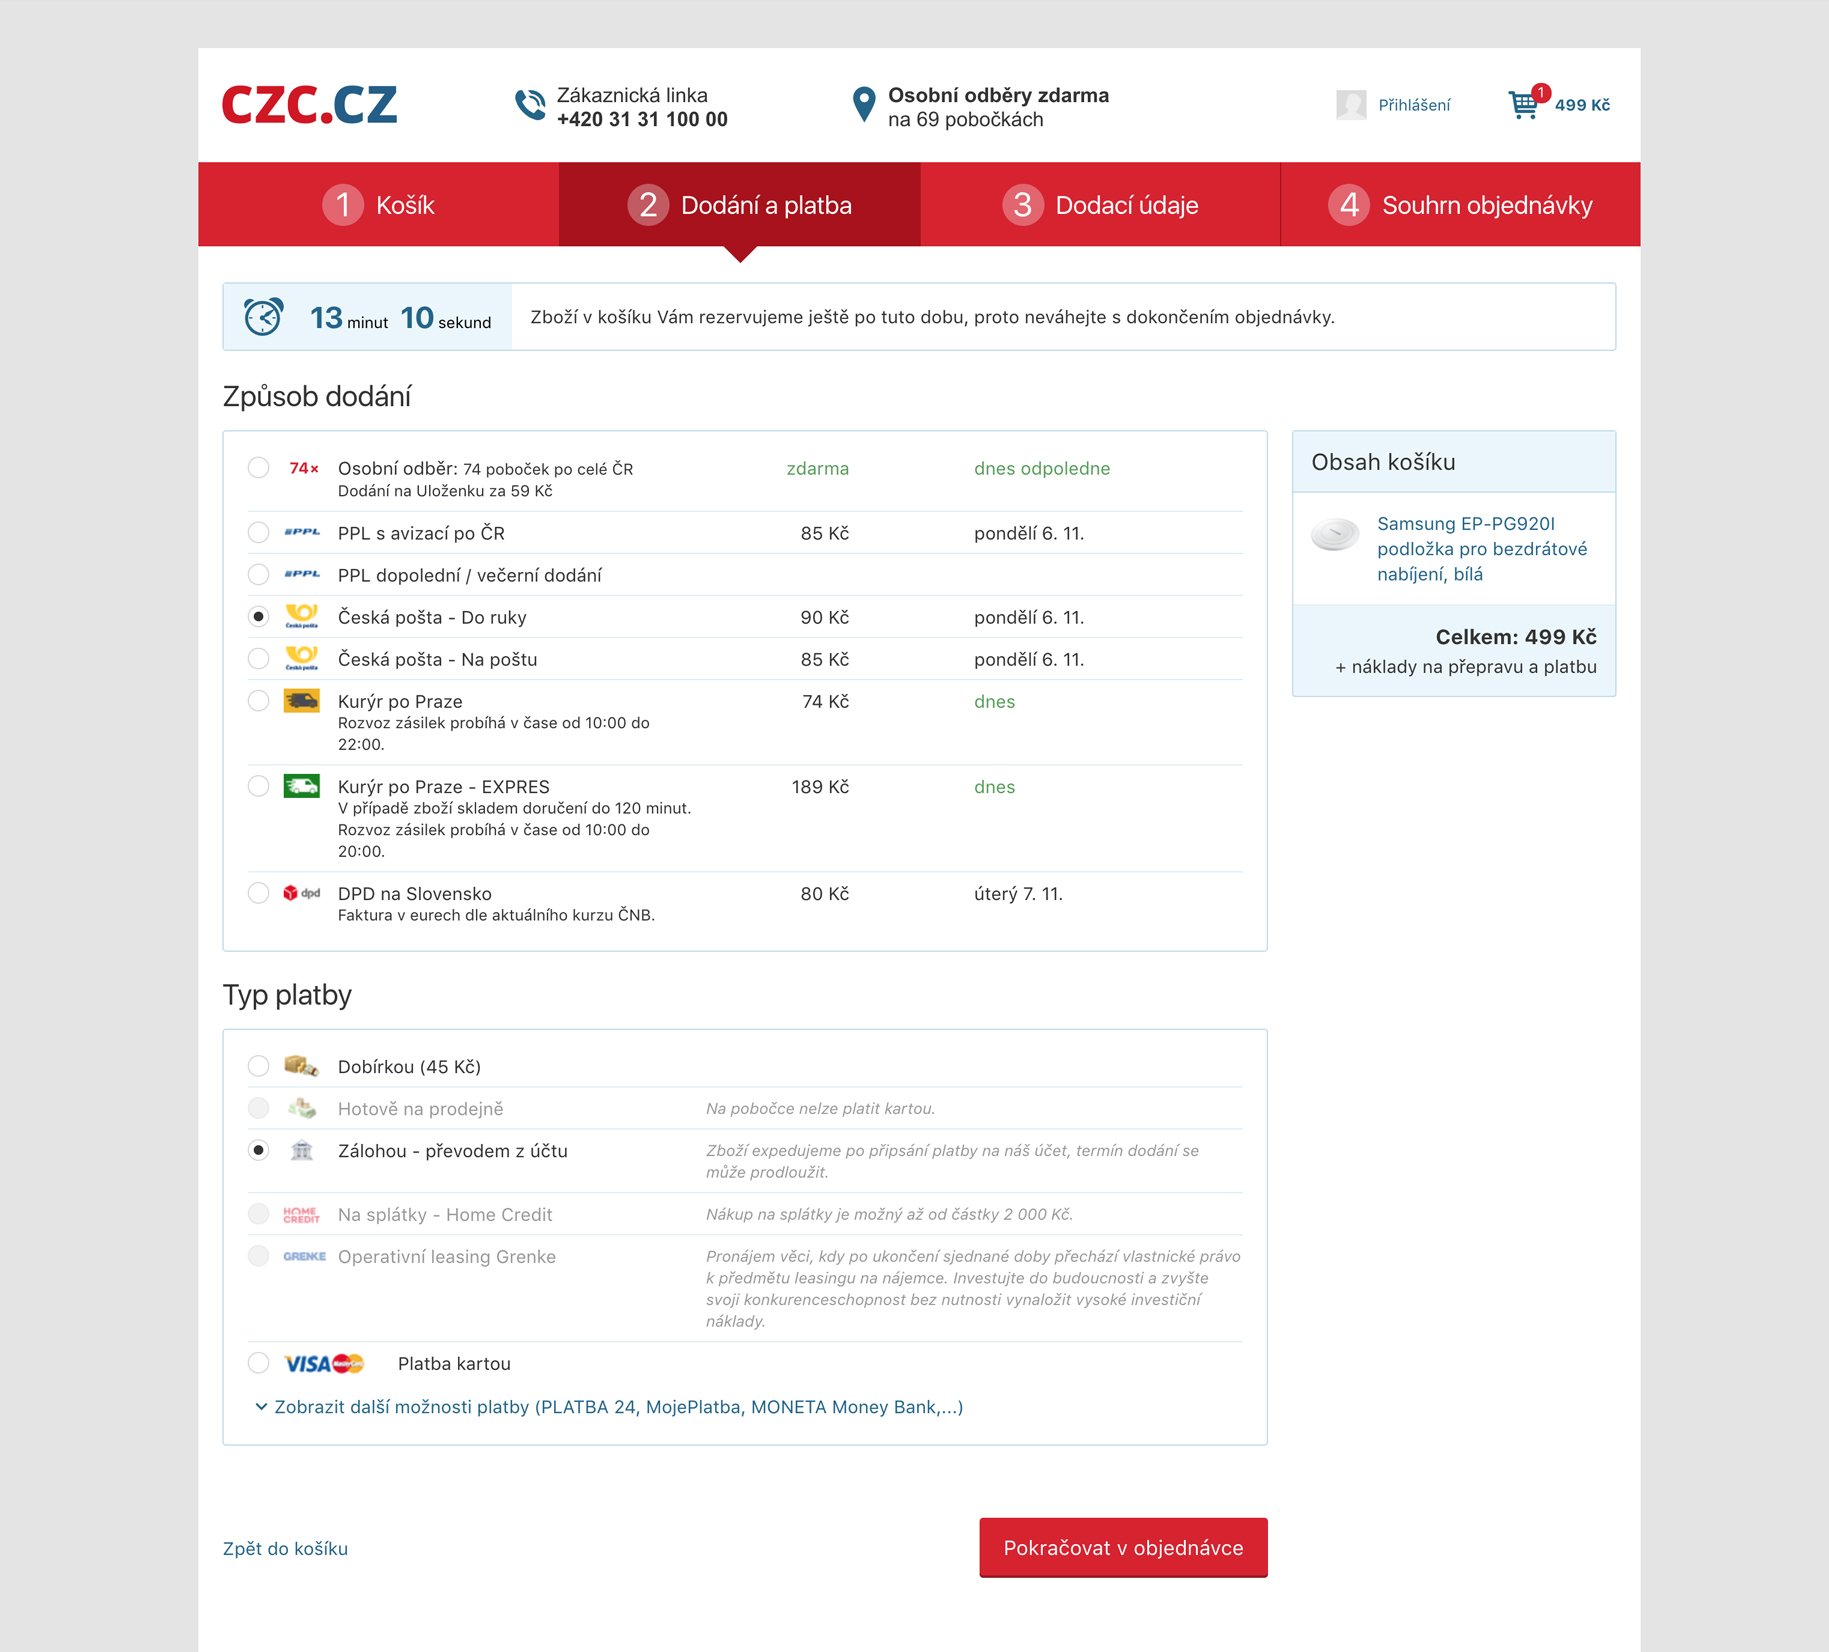 CZC.CZ
Zákaznická linka
+420 31 31 100 00
Osobní odběry zdarma
na 69 pobočkách
Přihlášení
1
499 Kč
1 Košík
2 Dodání a platba
3 Dodací údaje
4 Souhrn objednávky
13 minut 10 sekund
Zboží v košíku Vám rezervujeme ještě po tuto dobu, proto neváhejte s dokončením objednávky.
Způsob dodání
74× Osobní odběr: 74 poboček po celé ČR zdarma dnes odpoledne
Dodání na Uloženku za 59 Kč
PPL PPL s avizací po ČR 85 Kč pondělí 6. 11.
PPL PPL dopolední / večerní dodání
Česká pošta Česká pošta - Do ruky 90 Kč pondělí 6. 11.
Česká pošta Česká pošta - Na poštu 85 Kč pondělí 6. 11.
Kurýr po Praze 74 Kč dnes
Rozvoz zásilek probíhá v čase od 10:00 do
22:00.
Kurýr po Praze - EXPRES 189 Kč dnes
V případě zboží skladem doručení do 120 minut.
Rozvoz zásilek probíhá v čase od 10:00 do
20:00.
dpd DPD na Slovensko 80 Kč úterý 7. 11.
Faktura v eurech dle aktuálního kurzu ČNB.
Obsah košíku
Samsung EP-PG920I
podložka pro bezdrátové
nabíjení, bílá
Celkem: 499 Kč
+ náklady na přepravu a platbu
Typ platby
Dobírkou (45 Kč)
Hotově na prodejně Na pobočce nelze platit kartou.
Zálohou - převodem z účtu Zboží expedujeme po připsání platby na náš účet, termín dodání se
může prodloužit.
HOME CREDIT Na splátky - Home Credit Nákup na splátky je možný až od částky 2 000 Kč.
GRENKE Operativní leasing Grenke Pronájem věci, kdy po ukončení sjednané doby přechází vlastnické právo
k předmětu leasingu na nájemce. Investujte do budoucnosti a zvyšte
svoji konkurenceschopnost bez nutnosti vynaložit vysoké investiční
náklady.
VISA MasterCard Platba kartou
Zobrazit další možnosti platby (PLATBA 24, MojePlatba, MONETA Money Bank,...)
Zpět do košíku
Pokračovat v objednávce